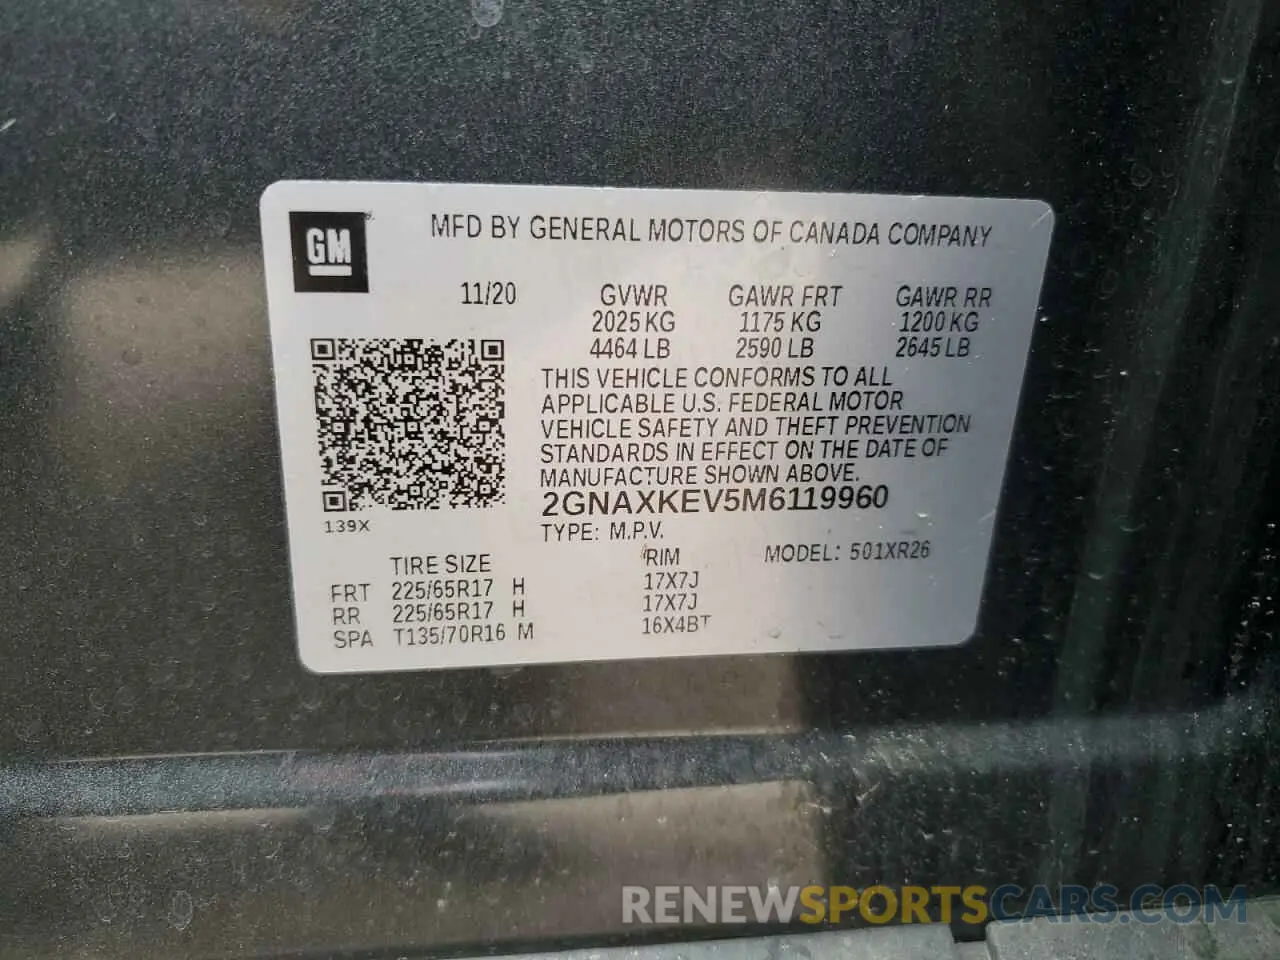 GM
MFD BY GENERAL MOTORS OF CANADA COMPANY
11/20 GVWR GAWR FRT GAWR RR
2025 KG 1175 KG 1200 KG
4464 LB 2590 LB 2645 LB
THIS VEHICLE CONFORMS TO ALL
APPLICABLE U.S. FEDERAL MOTOR
VEHICLE SAFETY AND THEFT PREVENTION
STANDARDS IN EFFECT ON THE DATE OF
MANUFACTURE SHOWN ABOVE.
2GNAXKEV5M6119960
139X
TYPE: M.P.V.
TIRE SIZE RIM MODEL: 501XR26
FRT 225/65R17 H 17X7J
RR 225/65R17 H 17X7J
SPA T135/70R16 M 16X4BT
RENEWSPORTSCARS.COM